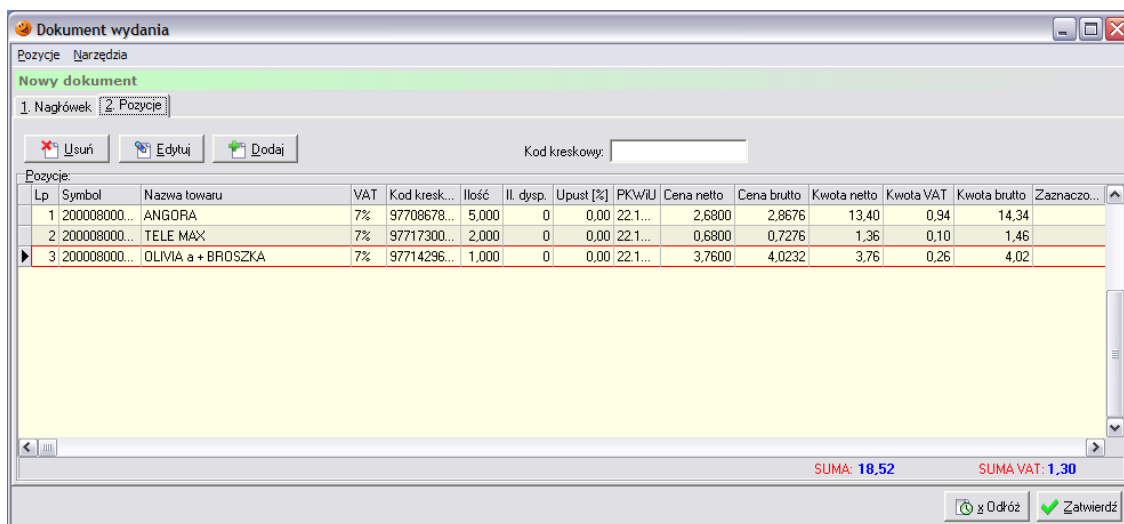 Dokument wydania
Pozycje Narzędzia
Nowy dokument
1. Nagłówek 2. Pozycje
Usuń Edytuj Dodaj Kod kreskowy:
Pozycje:
Lp Symbol Nazwa towaru VAT Kod kresk... Ilość Il. dysp. Upust [%] PKWiU Cena netto Cena brutto Kwota netto Kwota VAT Kwota brutto Zaznaczo...
1 200008000... ANGORA 7% 97708678... 5,000 0 0,00 22.1... 2,6800 2,8676 13,40 0,94 14,34
2 200008000... TELE MAX 7% 97717300... 2,000 0 0,00 22.1... 0,6800 0,7276 1,36 0,10 1,46
3 200008000... OLIVIA a + BROSZKA 7% 97714296... 1,000 0 0,00 22.1... 3,7600 4,0232 3,76 0,26 4,02
SUMA: 18,52 SUMA VAT: 1,30
x Odłóż Zatwierdź